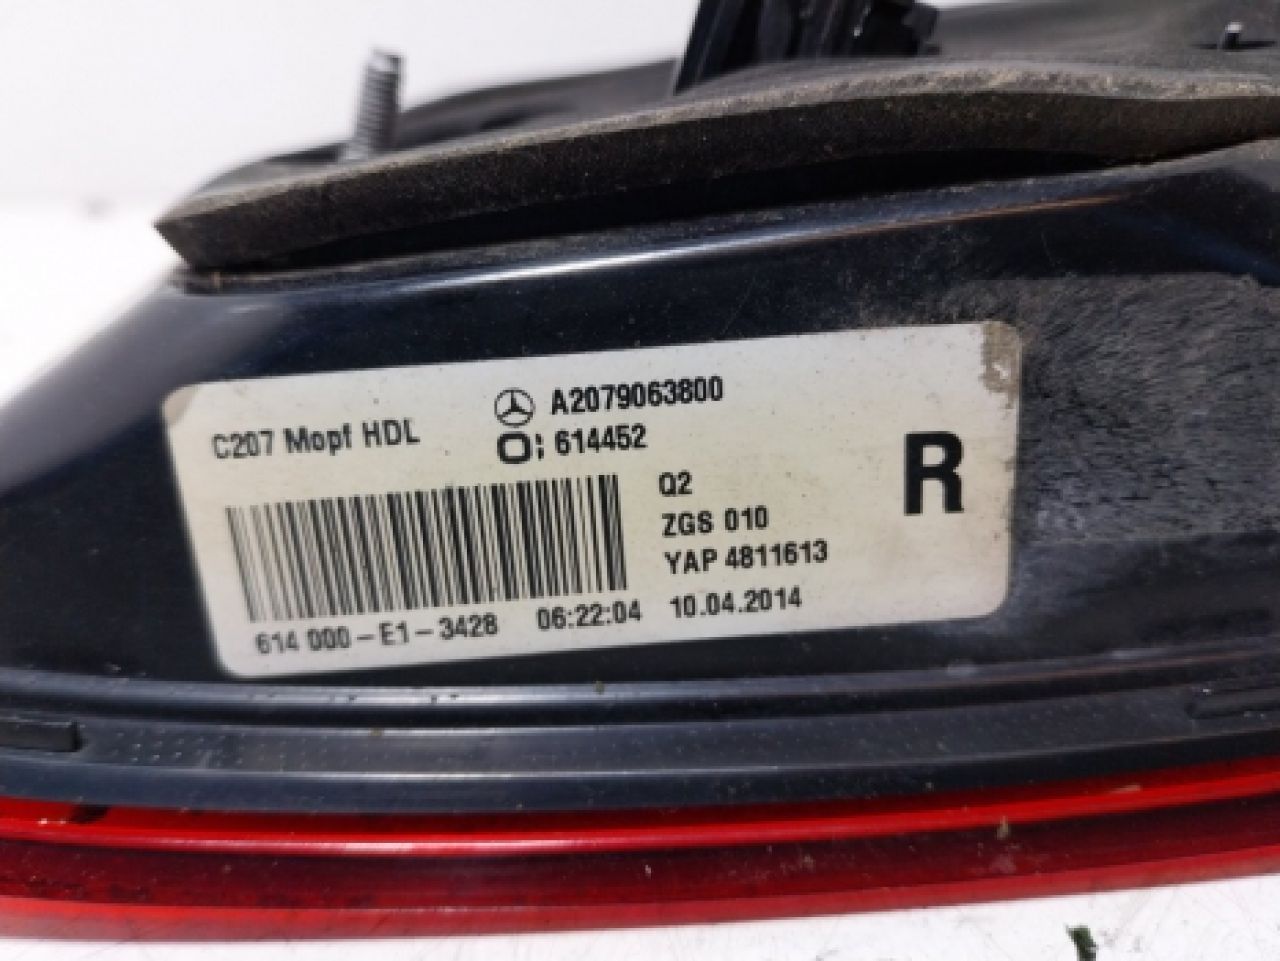 C207 Mopf HDL
A2079063800
614452
Q2
ZGS 010
YAP 4811613
R
614 000-E1-3428 06:22:04 10.04.2014